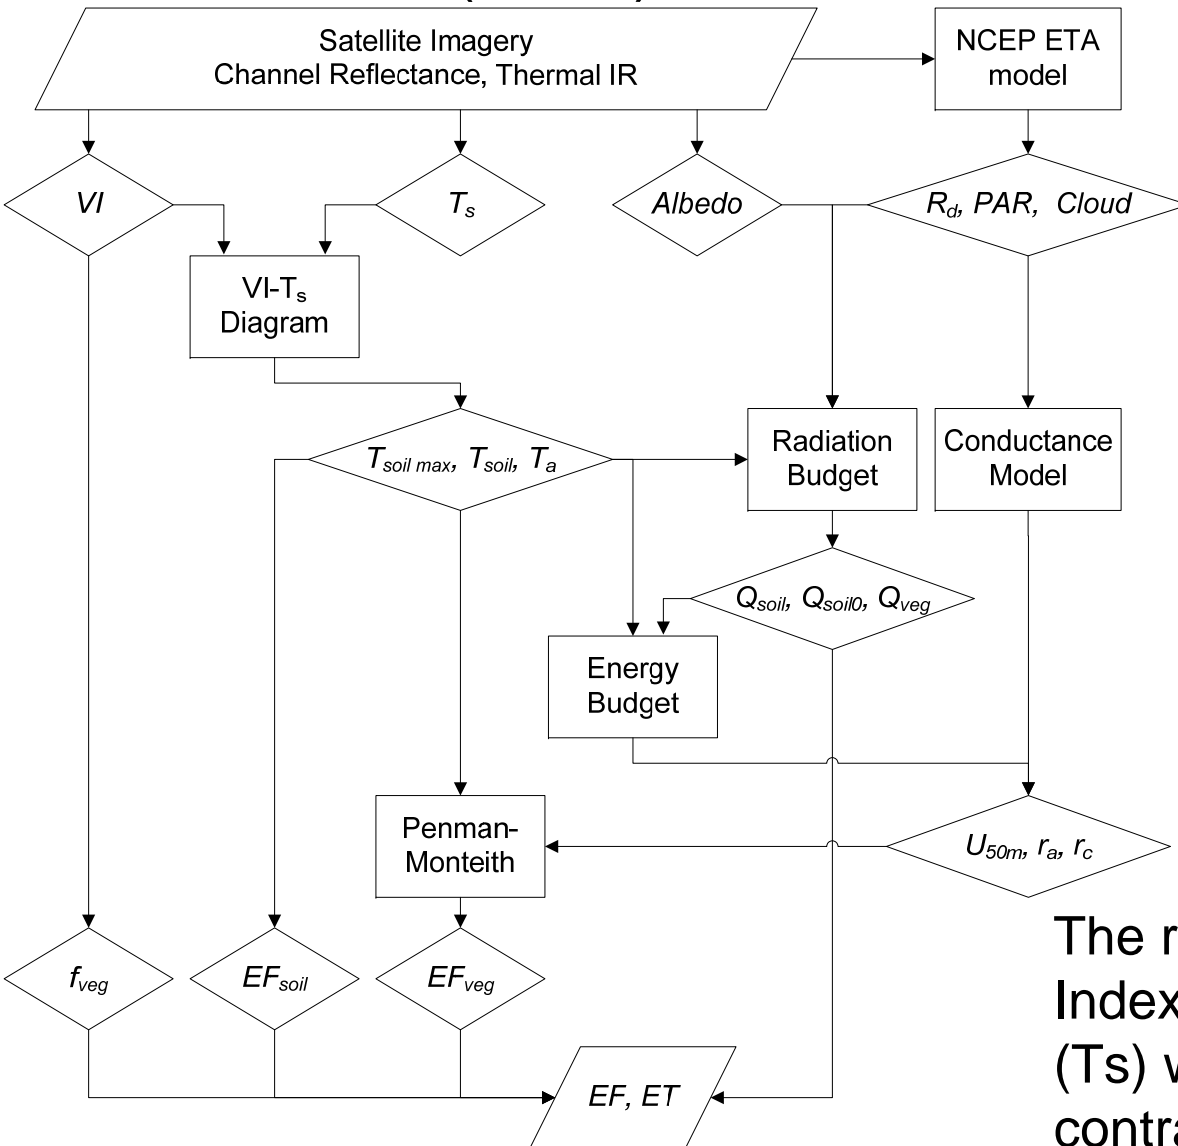 Satellite Imagery
Channel Reflectance, Thermal IR
NCEP ETA
model
VI
Ts
Albedo
Rd, PAR, Cloud
VI-Ts
Diagram
Tsoil max, Tsoil, Ta
Radiation
Budget
Conductance
Model
Qsoil, Qsoil0, Qveg
Energy
Budget
Penman-
Monteith
U50m, ra, rc
fveg
EFsoil
EFveg
EF, ET
The
Index
(Ts)